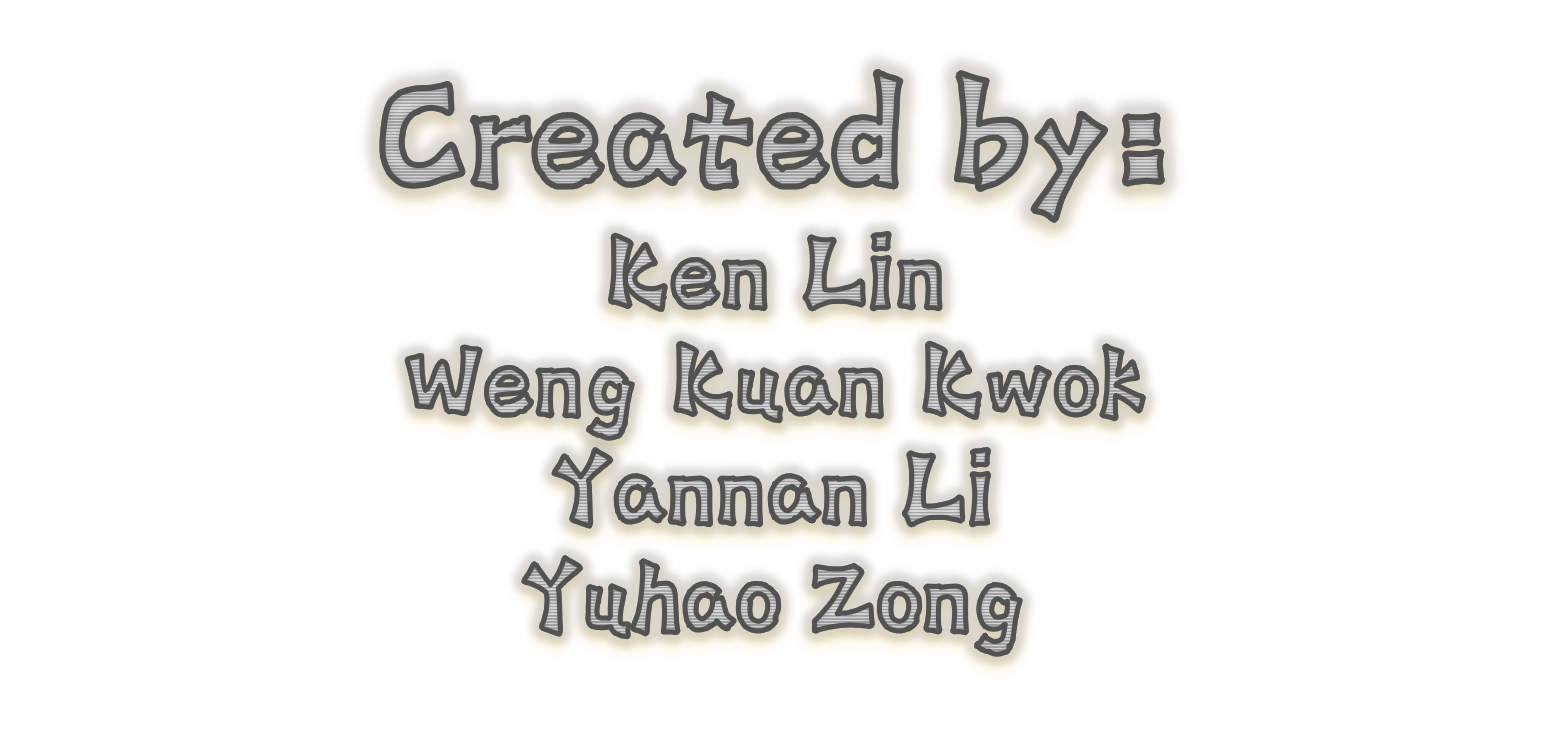 Created by:
Ken Lin
Weng Kuan Kwok
Yannan Li
Yuhao Zong